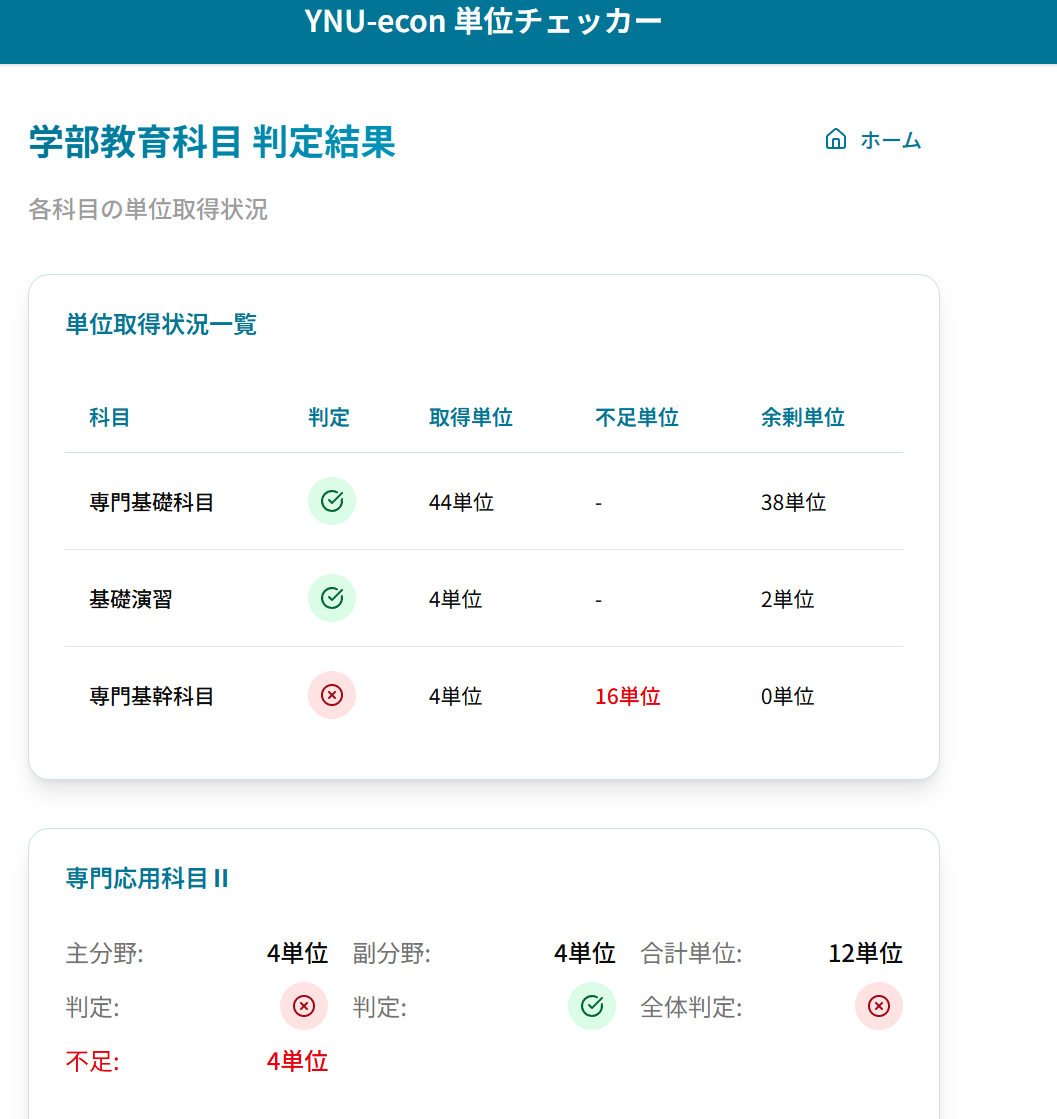 YNU-econ 単位チェッカー
学部教育科目 判定結果
ホーム
各科目の単位取得状況
単位取得状況一覧
科目 判定 取得単位 不足単位 余剰単位
専門基礎科目 44単位 - 38単位
基礎演習 4単位 - 2単位
専門基幹科目 4単位 16単位 0単位
専門応用科目 II
主分野: 4単位 副分野: 4単位 合計単位: 12単位
判定: 判定: 全体判定:
不足: 4単位